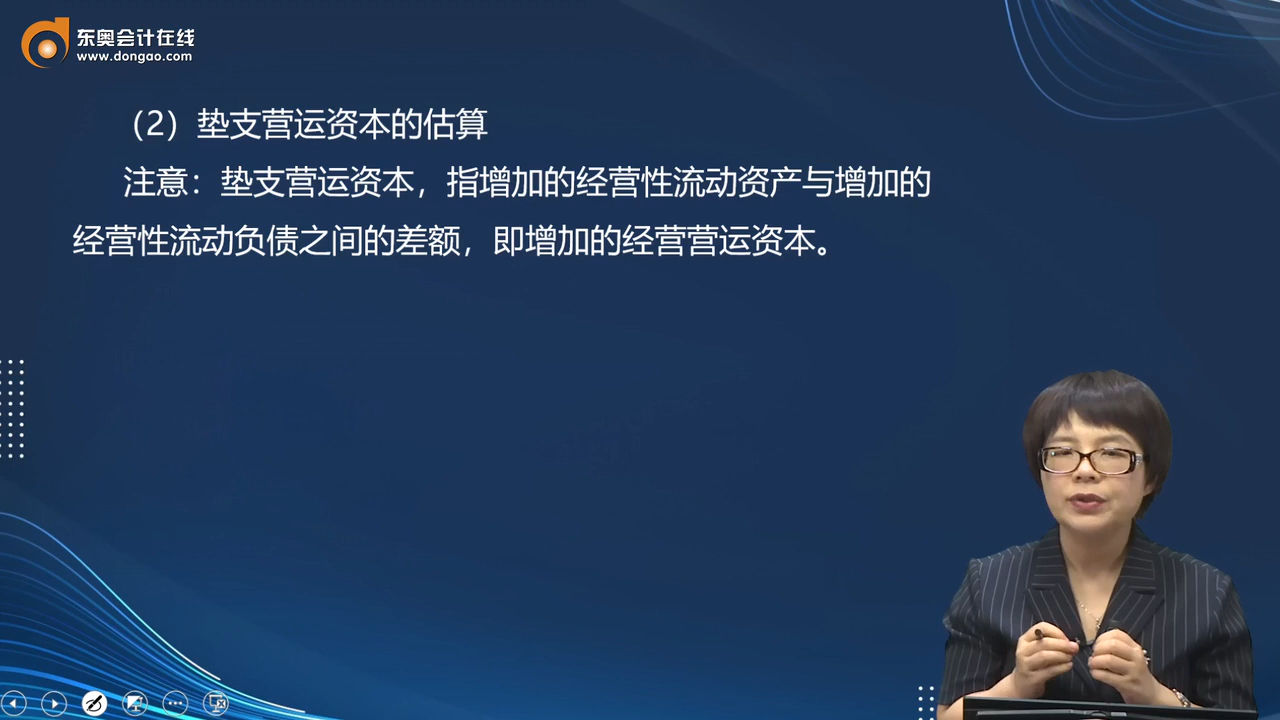 东奥会计在线
www.dongao.com
（2）垫支营运资本的估算
注意：垫支营运资本，指增加的经营性流动资产与增加的
经营性流动负债之间的差额，即增加的经营营运资本。